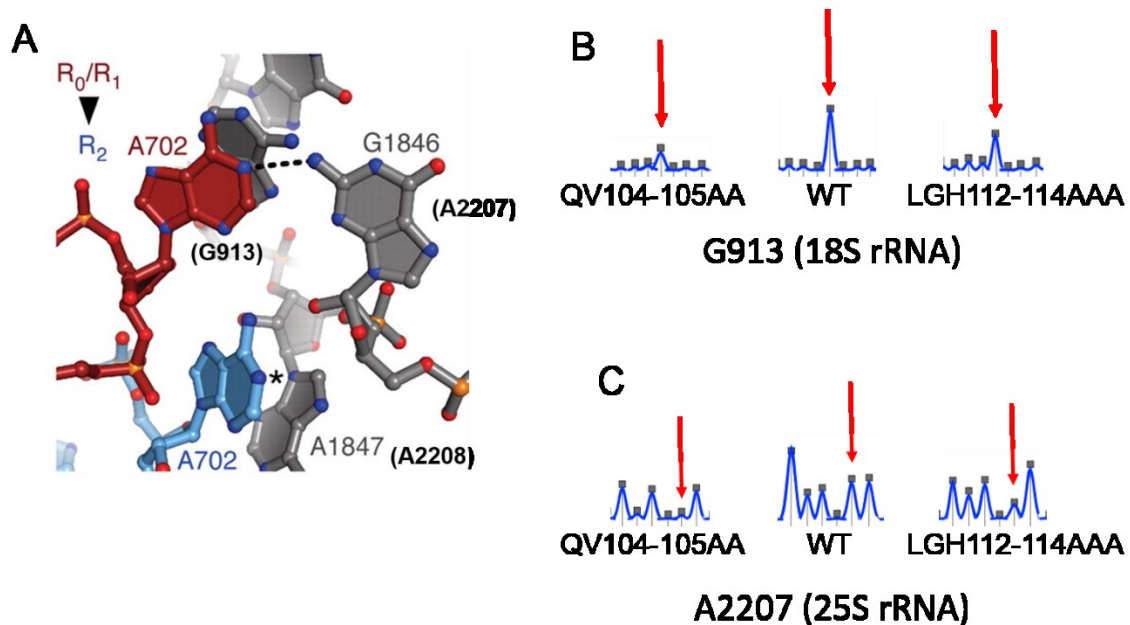 A
R0/R1
R2
A702
G1846
(A2207)
(G913)
*
A1847
(A2208)
A702
B
QV104-105AA
WT
LGH112-114AAA
G913 (18S rRNA)
C
QV104-105AA
WT
LGH112-114AAA
A2207 (25S rRNA)